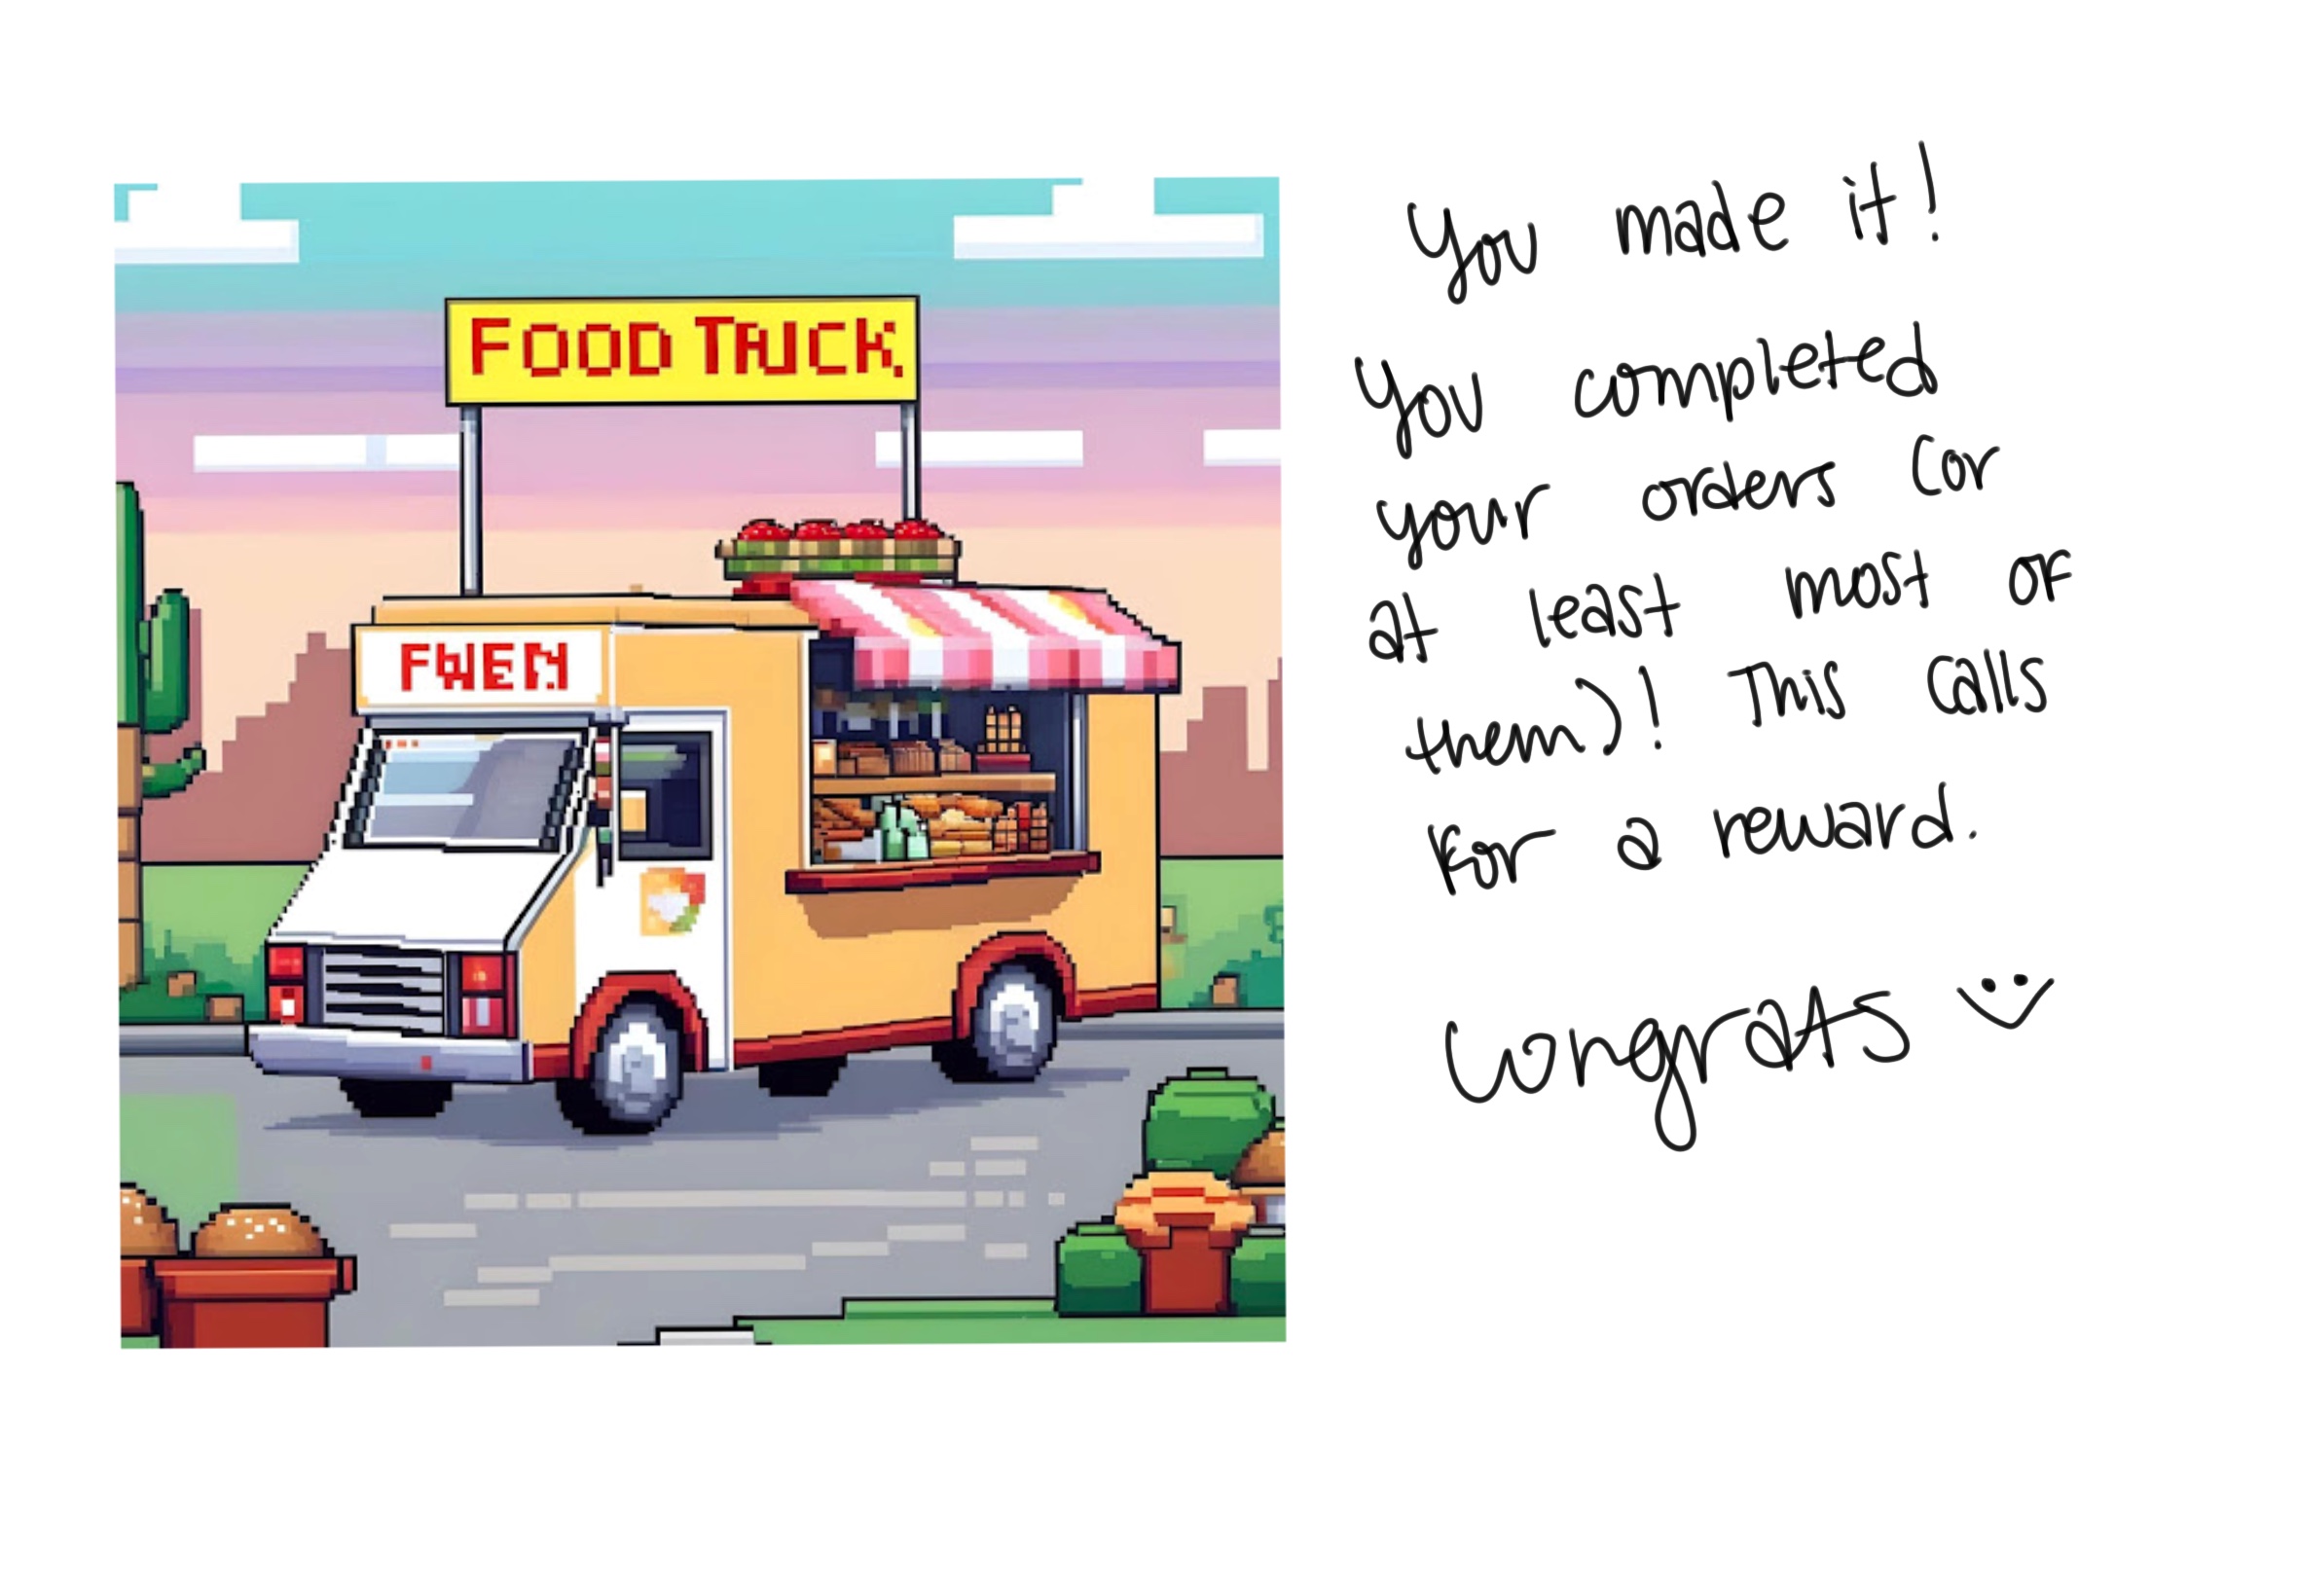 FOOD TRUCK
FWEN
You made it!
You completed
your orders (or
at least most of
them)! This calls
for a reward.
Congrats